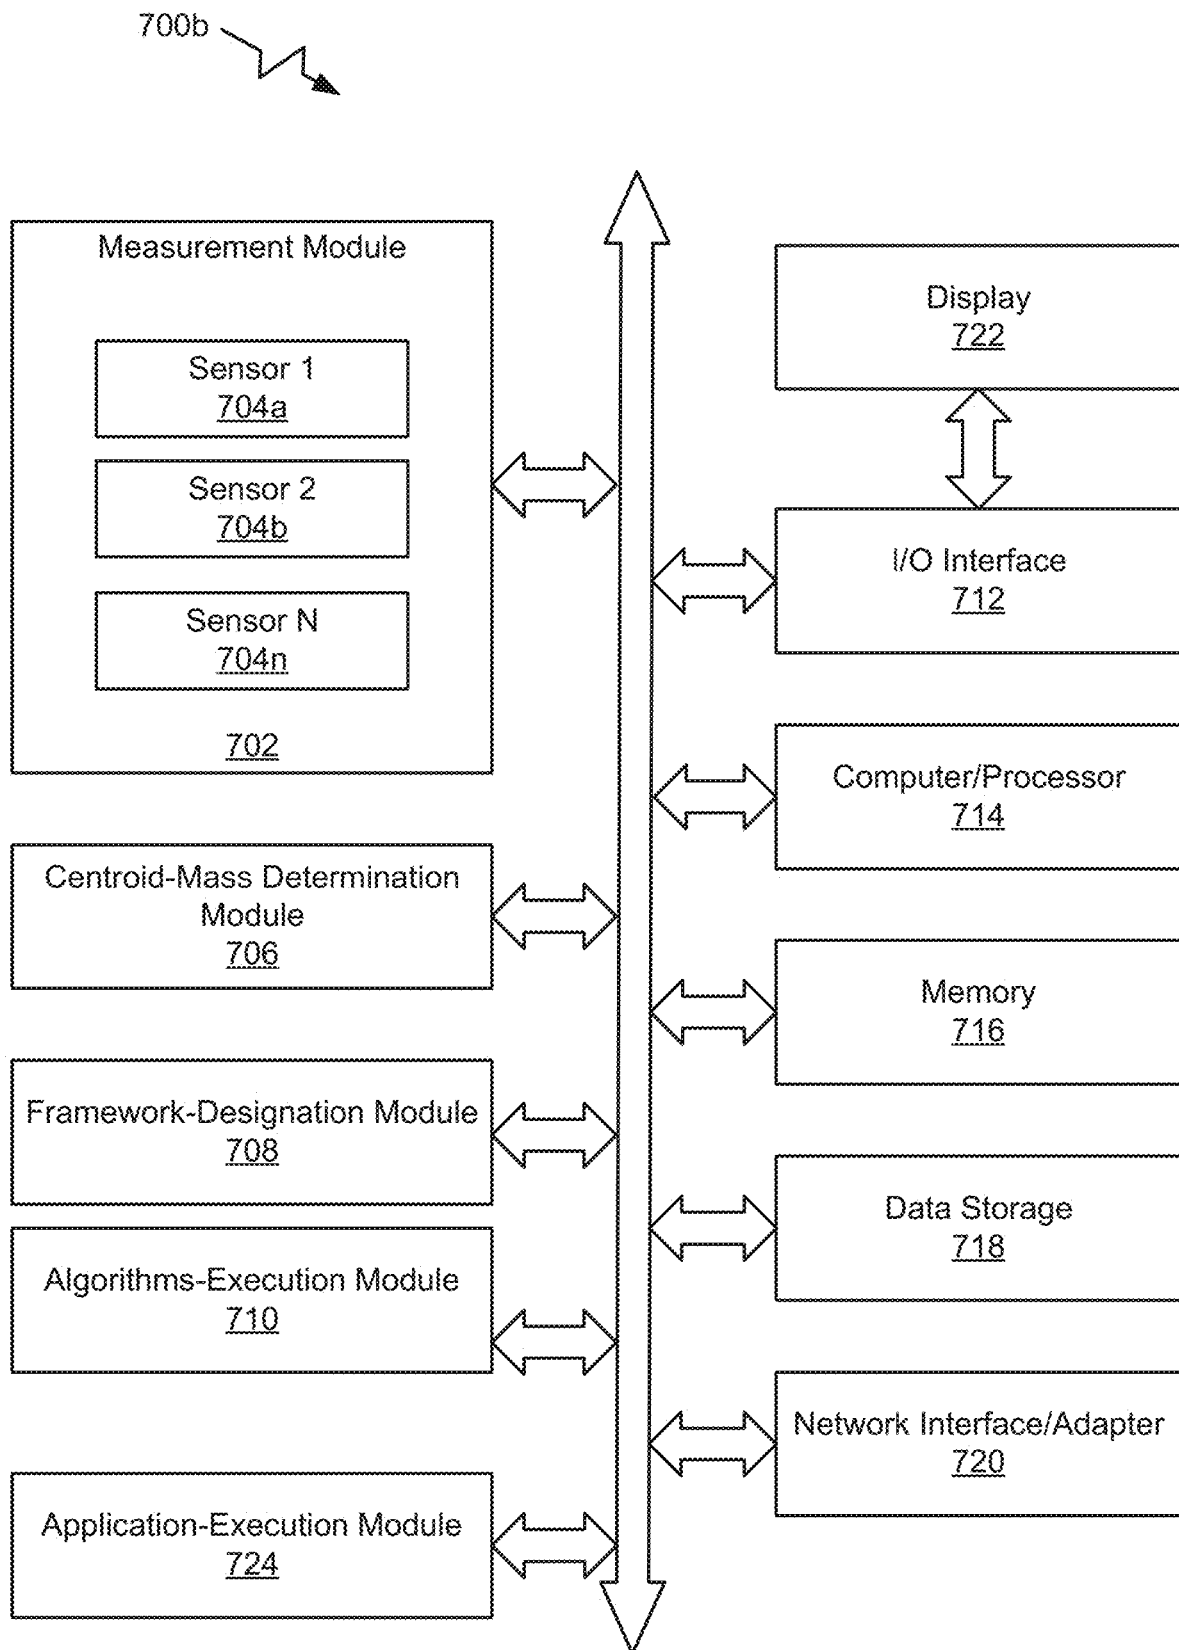 700b
Measurement Module
Sensor 1
704a
Sensor 2
704b
Sensor N
704n
702
Centroid-Mass Determination
Module
706
Framework-Designation Module
708
Algorithms-Execution Module
710
Application-Execution Module
724
Display
722
I/O Interface
712
Computer/Processor
714
Memory
716
Data Storage
718
Network Interface/Adapter
720